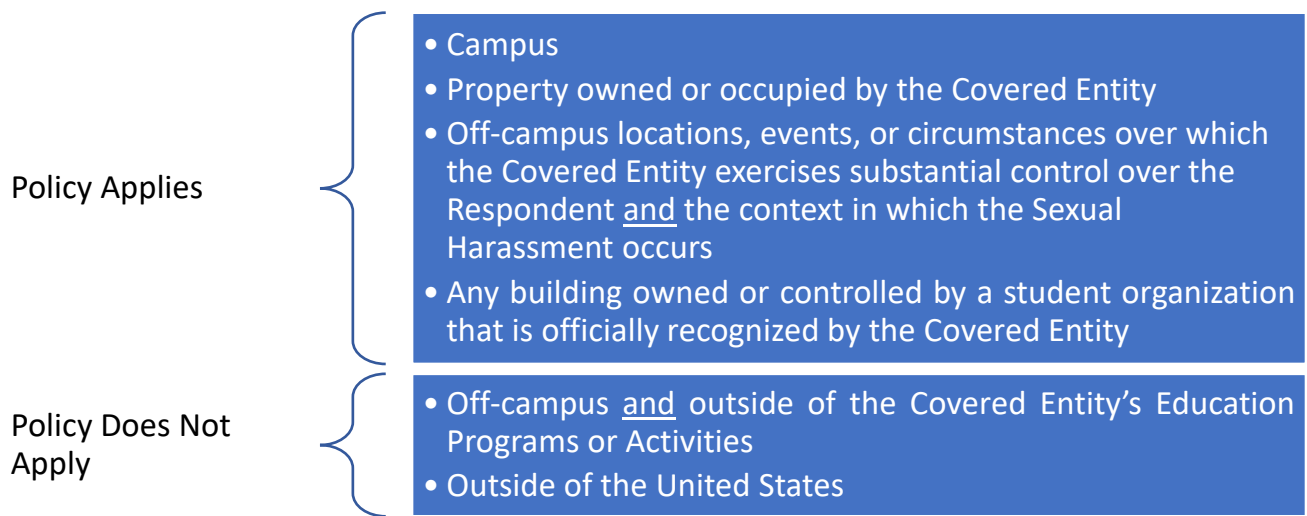 Policy Applies
• Campus
• Property owned or occupied by the Covered Entity
• Off-campus locations, events, or circumstances over which
the Covered Entity exercises substantial control over the
Respondent and the context in which the Sexual
Harassment occurs
• Any building owned or controlled by a student organization
that is officially recognized by the Covered Entity
Policy Does Not
Apply
• Off-campus and outside of the Covered Entity’s Education
Programs or Activities
• Outside of the United States